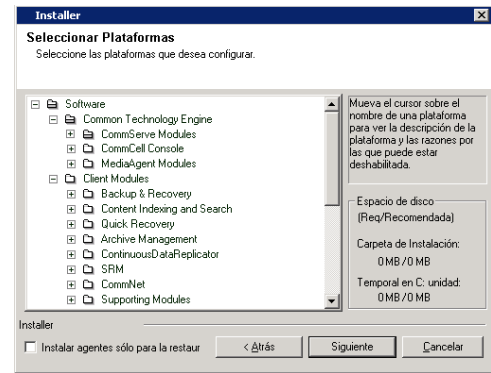 Installer
Seleccionar Plataformas
Seleccione las plataformas que desea configurar.
Software
Common Technology Engine
CommServe Modules
CommCell Console
MediaAgent Modules
Client Modules
Backup & Recovery
Content Indexing and Search
Quick Recovery
Archive Management
ContinuousDataReplicator
SRM
CommNet
Supporting Modules
Mueva el cursor sobre el
nombre de una plataforma
para ver la descripción de la
plataforma y las razones por
las que puede estar
deshabilitada.
Espacio de disco
(Req/Recomendada)
Carpeta de Instalación:
0 MB / 0 MB
Temporal en C: unidad:
0 MB / 0 MB
Installer
Instalar agentes sólo para la restaur
< Atrás
Siguiente
Cancelar